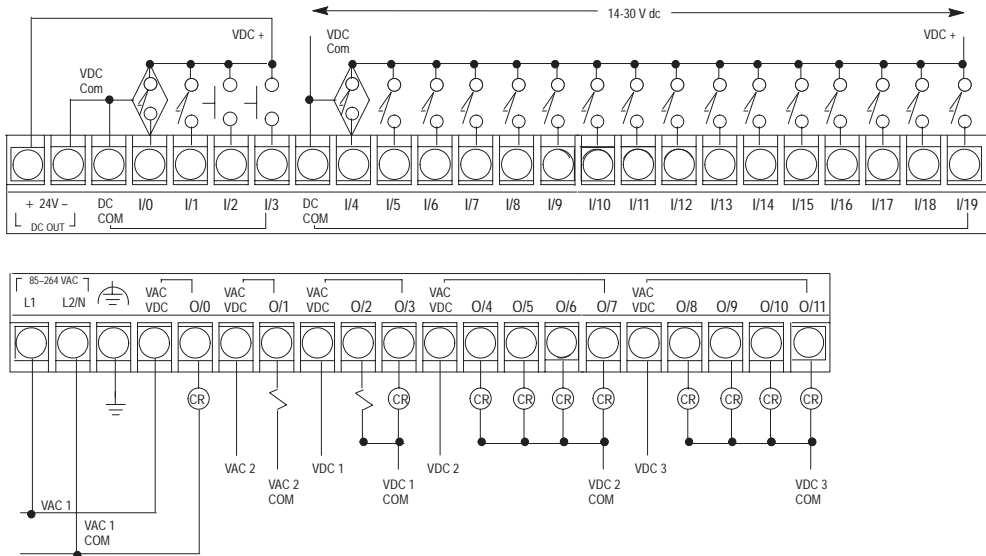 14-30 V dc
VDC +
VDC
Com
VDC +
VDC
Com
+ 24V –
DC OUT
DC
COM
I/0
I/1
I/2
I/3
DC
COM
I/4
I/5
I/6
I/7
I/8
I/9
I/10
I/11
I/12
I/13
I/14
I/15
I/16
I/17
I/18
I/19
85–264 VAC
L1
L2/N
VAC
VDC
O/0
VAC
VDC
O/1
VAC
VDC
O/2
O/3
VAC
VDC
O/4
O/5
O/6
O/7
VAC
VDC
O/8
O/9
O/10
O/11
CR
CR
CR
CR
CR
CR
CR
CR
CR
CR
VAC 2
VAC 2
COM
VDC 1
VDC 1
COM
VDC 2
VDC 2
COM
VDC 3
VDC 3
COM
VAC 1
VAC 1
COM